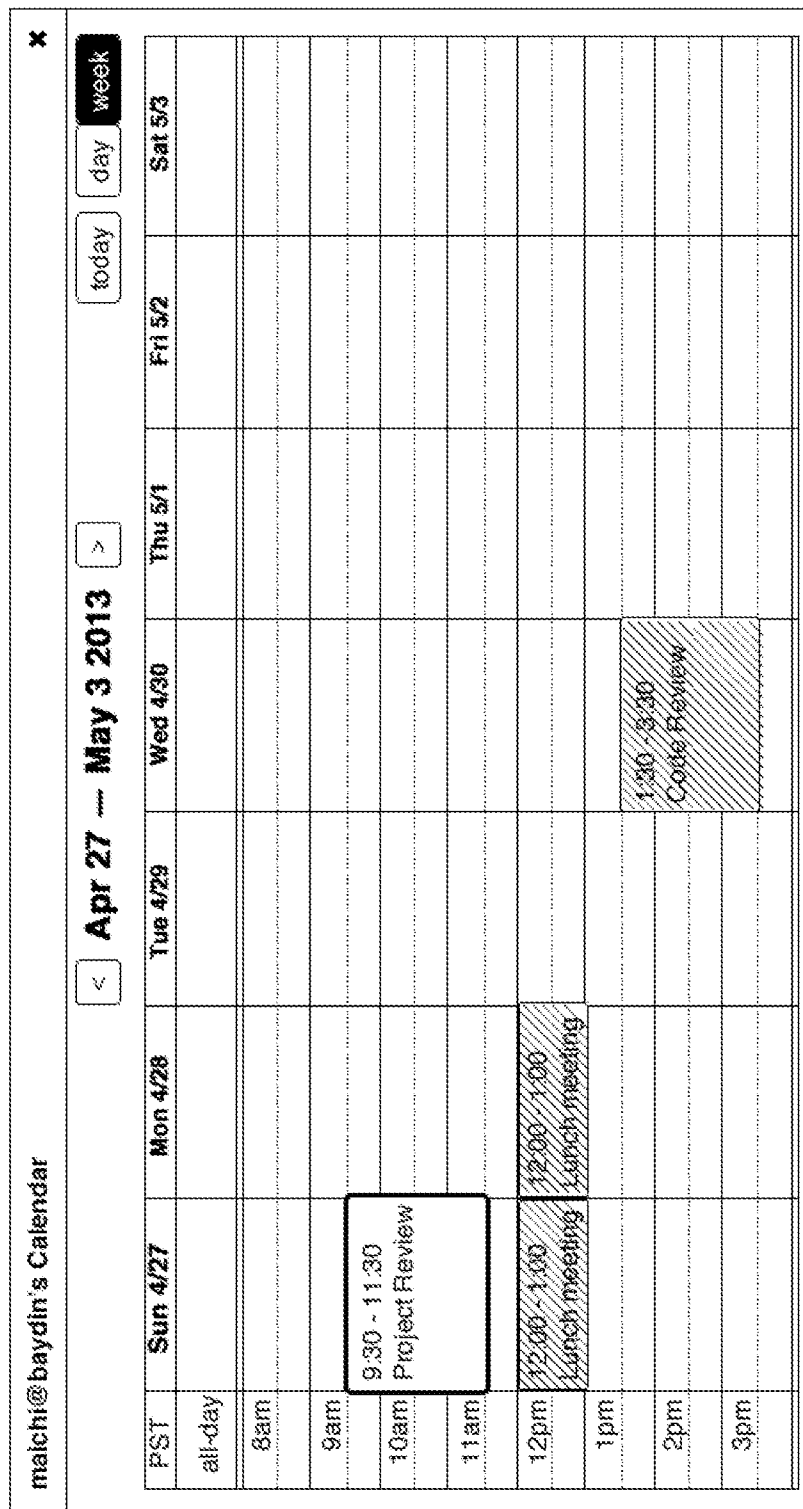 malchi@baydin's Calendar ×
< Apr 27 — May 3 2013 > today day week
PST Sun 4/27 Mon 4/28 Tue 4/29 Wed 4/30 Thu 5/1 Fri 5/2 Sat 5/3
all-day
8am
9am
9:30 - 11:30
Project Review
10am
11am
12pm
12:00 - 1:00
Lunch meeting
12:00 - 1:00
Lunch meeting
1pm
1:30 - 3:30
Code Review
2pm
3pm